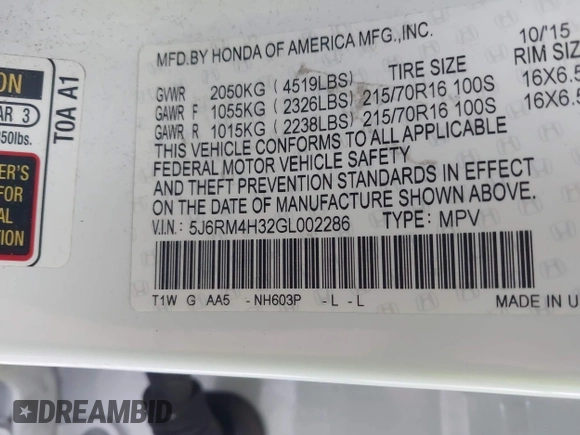 MFD.BY HONDA OF AMERICA MFG.,INC. 10/15
TIRE SIZE RIM SIZE
GVWR 2050KG (4519LBS)
GAWR F 1055KG (2326LBS) 215/70R16 100S 16X6.5
GAWR R 1015KG (2238LBS) 215/70R16 100S 16X6.5
THIS VEHICLE CONFORMS TO ALL APPLICABLE
FEDERAL MOTOR VEHICLE SAFETY
AND THEFT PREVENTION STANDARDS IN EFFECT
ON THE DATE OF MANUFACTURE SHOWN ABOVE.
V.I.N.: 5J6RM4H32GL002286 TYPE: MPV
T1W G AA5 -NH603P -L -L
MADE IN U
ON
AR 3
50lbs.
ER'S
FOR
AL
TION
T0A A1
DREAMBID